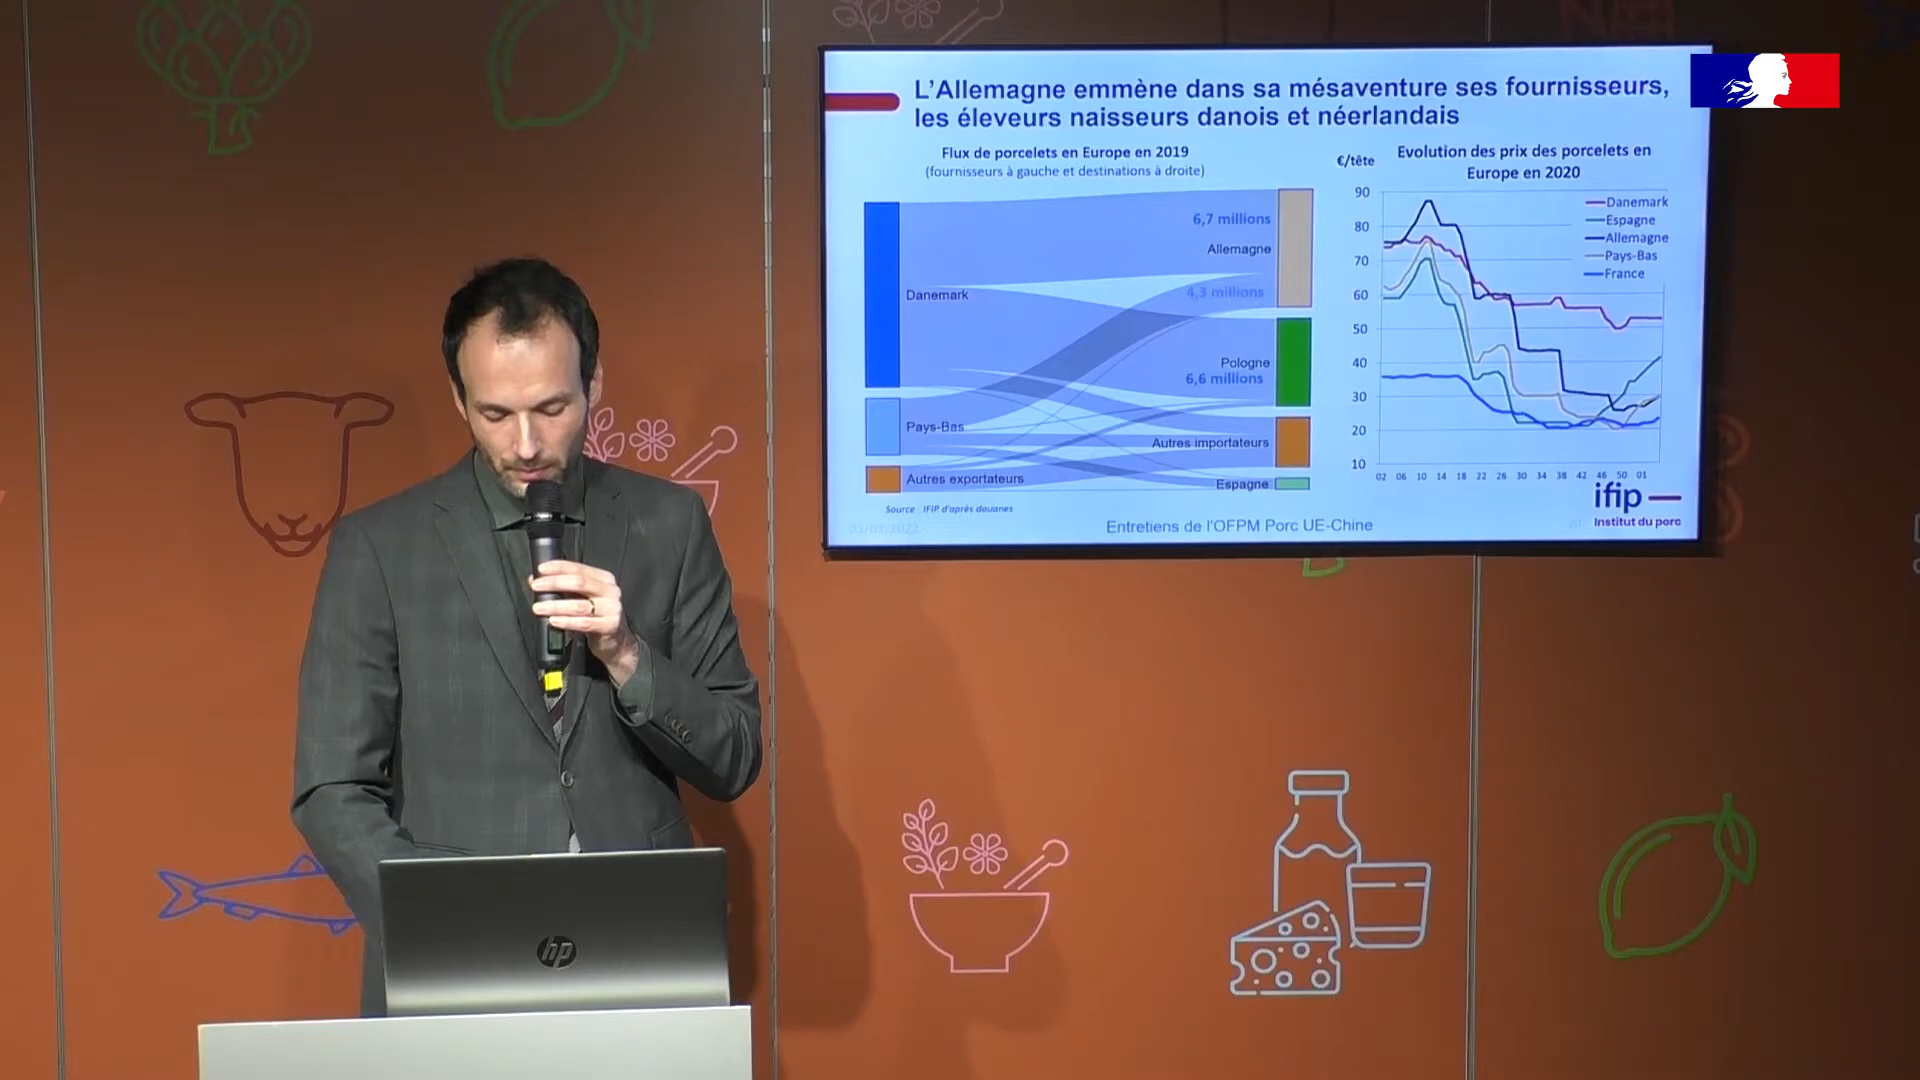 L'Allemagne emmène dans sa mésaventure ses fournisseurs,
les éleveurs naisseurs danois et néerlandais
Flux de porcelets en Europe en 2019
(fournisseurs à gauche et destinations à droite)
6,7 millions
Allemagne
Danemark
4,3 millions
Pologne
6,6 millions
Pays-Bas
Autres importateurs
Autres exportateurs
Espagne
Source : IFIP d'après douanes
€/tête
Evolution des prix des porcelets en
Europe en 2020
90
80
70
60
50
40
30
20
10
Danemark
Espagne
Allemagne
Pays-Bas
France
02 06 10 14 18 22 26 30 34 38 42 46 50 01
03/03/2022
Entretiens de l'OFPM Porc UE-Chine
ifip
Institut du porc
hp